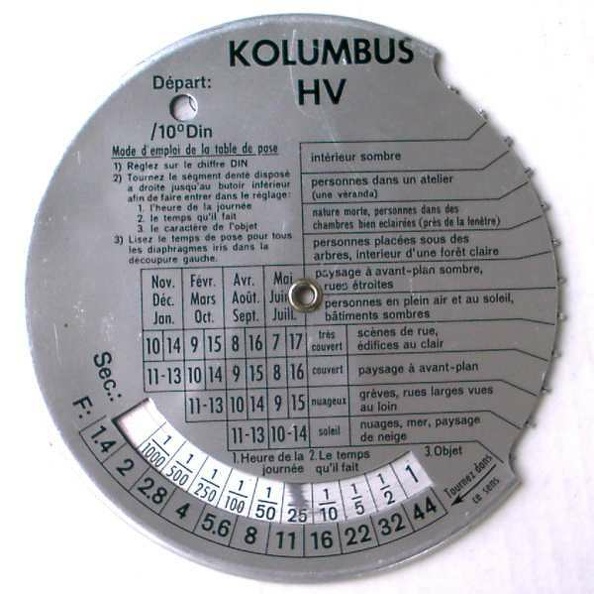 KOLUMBUS
HV
Départ:
/10° Din
Mode d'emploi de la table de pose
1) Reglez sur le chiffre DIN
2) Tournez le segment denté disposé
a droite jusqu'au butoir inférieur
afin de faire entrer dans le réglage:
1. l'heure de la journée
2. le temps qu'il fait
3. le caractère de l'objet
3) Lisez le temps de pose pour tous
les diaphragmes iris dans la
découpure gauche.
intérieur sombre
personnes dans un atelier
(une véranda)
nature morte, personnes dans des
chambres bien eclairées (près de la fenêtre)
personnes placées sous des
arbres, interieur d'une forêt claire
paysage à avant-plan sombre,
rues étroites
personnes en plein air et au soleil,
bâtiments sombres
scènes de rue,
édifices au clair
paysage à avant-plan
grèves, rues larges vues
au loin
nuages, mer, paysage
de neige
Nov. Févr. Avr. Mai
Déc. Mars Août. Juin
Jan. Oct. Sept. Juill.
10 14 9 15 8 16 7 17 très couvert
11-13 10 14 9 15 8 16 couvert
11-13 10 14 9 15 nuageux
11-13 10-14 soleil
1. Heure de la journée
2. Le temps qu'il fait
3. Objet
Sec.: 1/1000 1/500 1/250 1/100 1/50 1/25 1/10 1/5 1/2 1
F: 1.4 2 2.8 4 5.6 8 11 16 22 32 44
Tournez dans
ce sens